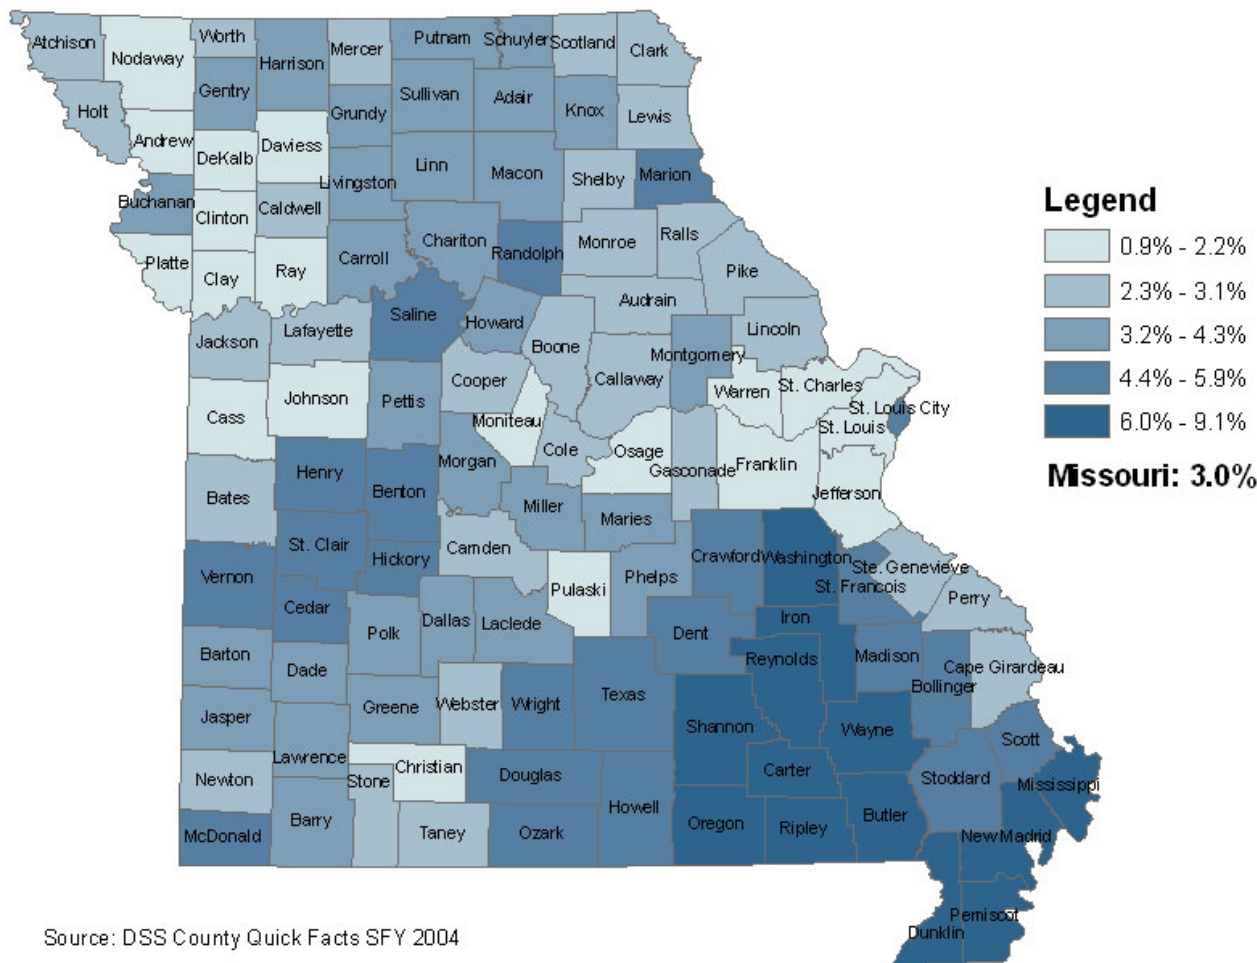 Atchison
Nodaway
Worth
Harrison
Mercer
Putnam
Schuyler
Scotland
Clark
Holt
Gentry
Grundy
Sullivan
Adair
Knox
Lewis
Andrew
DeKalb
Daviess
Livingston
Linn
Macon
Shelby
Marion
Buchanan
Clinton
Caldwell
Carroll
Chariton
Randolph
Monroe
Ralls
Pike
Platte
Clay
Ray
Saline
Howard
Audrain
Jackson
Lafayette
Boone
Callaway
Montgomery
Lincoln
Cass
Johnson
Pettis
Cooper
Moniteau
Warren
St. Charles
St. Louis City
St. Louis
Bates
Henry
Benton
Morgan
Cole
Osage
Gasconade
Franklin
Jefferson
Vernon
St. Clair
Hickory
Camden
Miller
Maries
Pulaski
Phelps
Crawford
Washington
Ste. Genevieve
St. Francois
Perry
Cedar
Polk
Dallas
Laclede
Dent
Iron
Reynolds
Madison
Bollinger
Cape Girardeau
Barton
Dade
Greene
Webster
Wright
Texas
Shannon
Wayne
Scott
Jasper
Lawrence
Christian
Douglas
Howell
Carter
Stoddard
Mississippi
Newton
Stone
McDonald
Barry
Taney
Ozark
Oregon
Ripley
Butler
New Madrid
Pemiscot
Dunklin
Legend
0.9% - 2.2%
2.3% - 3.1%
3.2% - 4.3%
4.4% - 5.9%
6.0% - 9.1%
Missouri: 3.0%
Source: DSS County Quick Facts SFY 2004